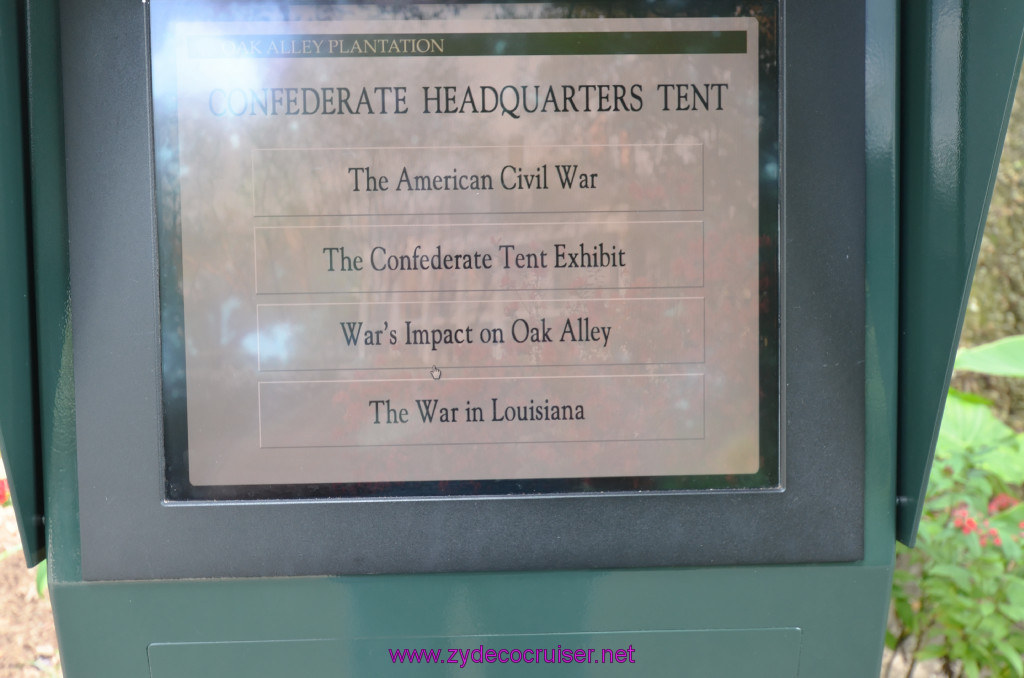 OAK ALLEY PLANTATION
CONFEDERATE HEADQUARTERS TENT
The American Civil War
The Confederate Tent Exhibit
War's Impact on Oak Alley
The War in Louisiana
www.zydecocruiser.net